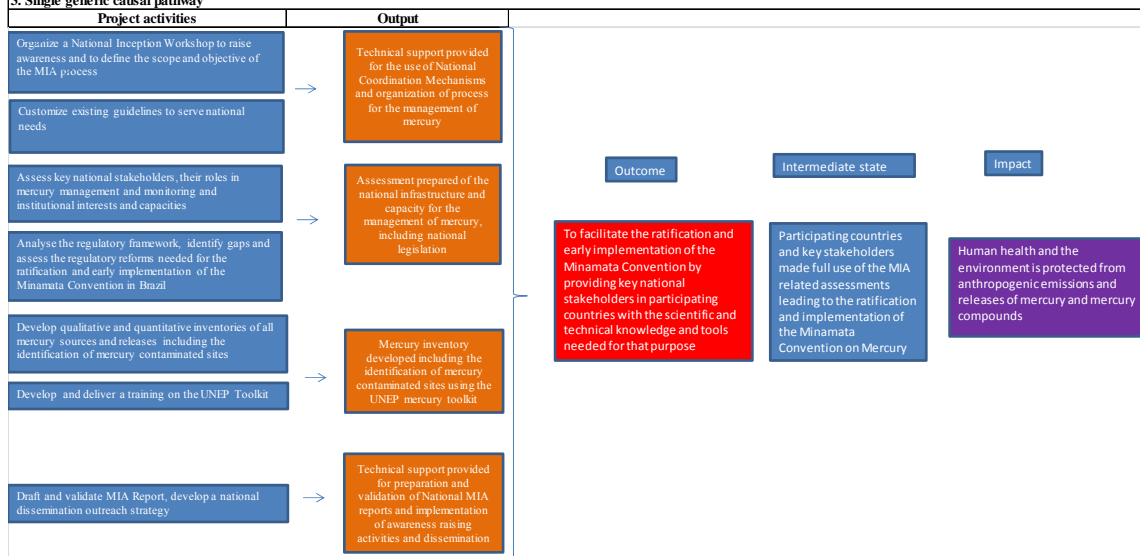 3. Single generic causal pathway
Project activities
Output
Organize a National Inception Workshop to raise
awareness and to define the scope and objective of
the MIA process
Customize existing guidelines to serve national
needs
Technical support provided
for the use of National
Coordination Mechanisms
and organization of process
for the management of
mercury
Assess key national stakeholders, their roles in
mercury management and monitoring and
institutional interests and capacities
Analyse the regulatory framework, identify gaps and
assess the regulatory reforms needed for the
ratification and early implementation of the
Minamata Convention in Brazil
Assessment prepared of the
national infrastructure and
capacity for the
management of mercury,
including national
legislation
Develop qualitative and quantitative inventories of all
mercury sources and releases including the
identification of mercury contaminated sites
Develop and deliver a training on the UNEP Toolkit
Mercury inventory
developed including the
identification of mercury
contaminated sites using the
UNEP mercury toolkit
Draft and validate MIA Report, develop a national
dissemination outreach strategy
Technical support provided
for preparation and
validation of National MIA
reports and implementation
of awareness raising
activities and dissemination
Outcome
To facilitate the ratification and
early implementation of the
Minamata Convention by
providing key national
stakeholders in participating
countries with the scientific and
technical knowledge and tools
needed for that purpose
Intermediate state
Participating countries
and key stakeholders
made full use of the MIA
related assessments
leading to the ratification
and implementation of
the Minamata
Convention on Mercury
Impact
Human health and the
environment is protected from
anthropogenic emissions and
releases of mercury and mercury
compounds